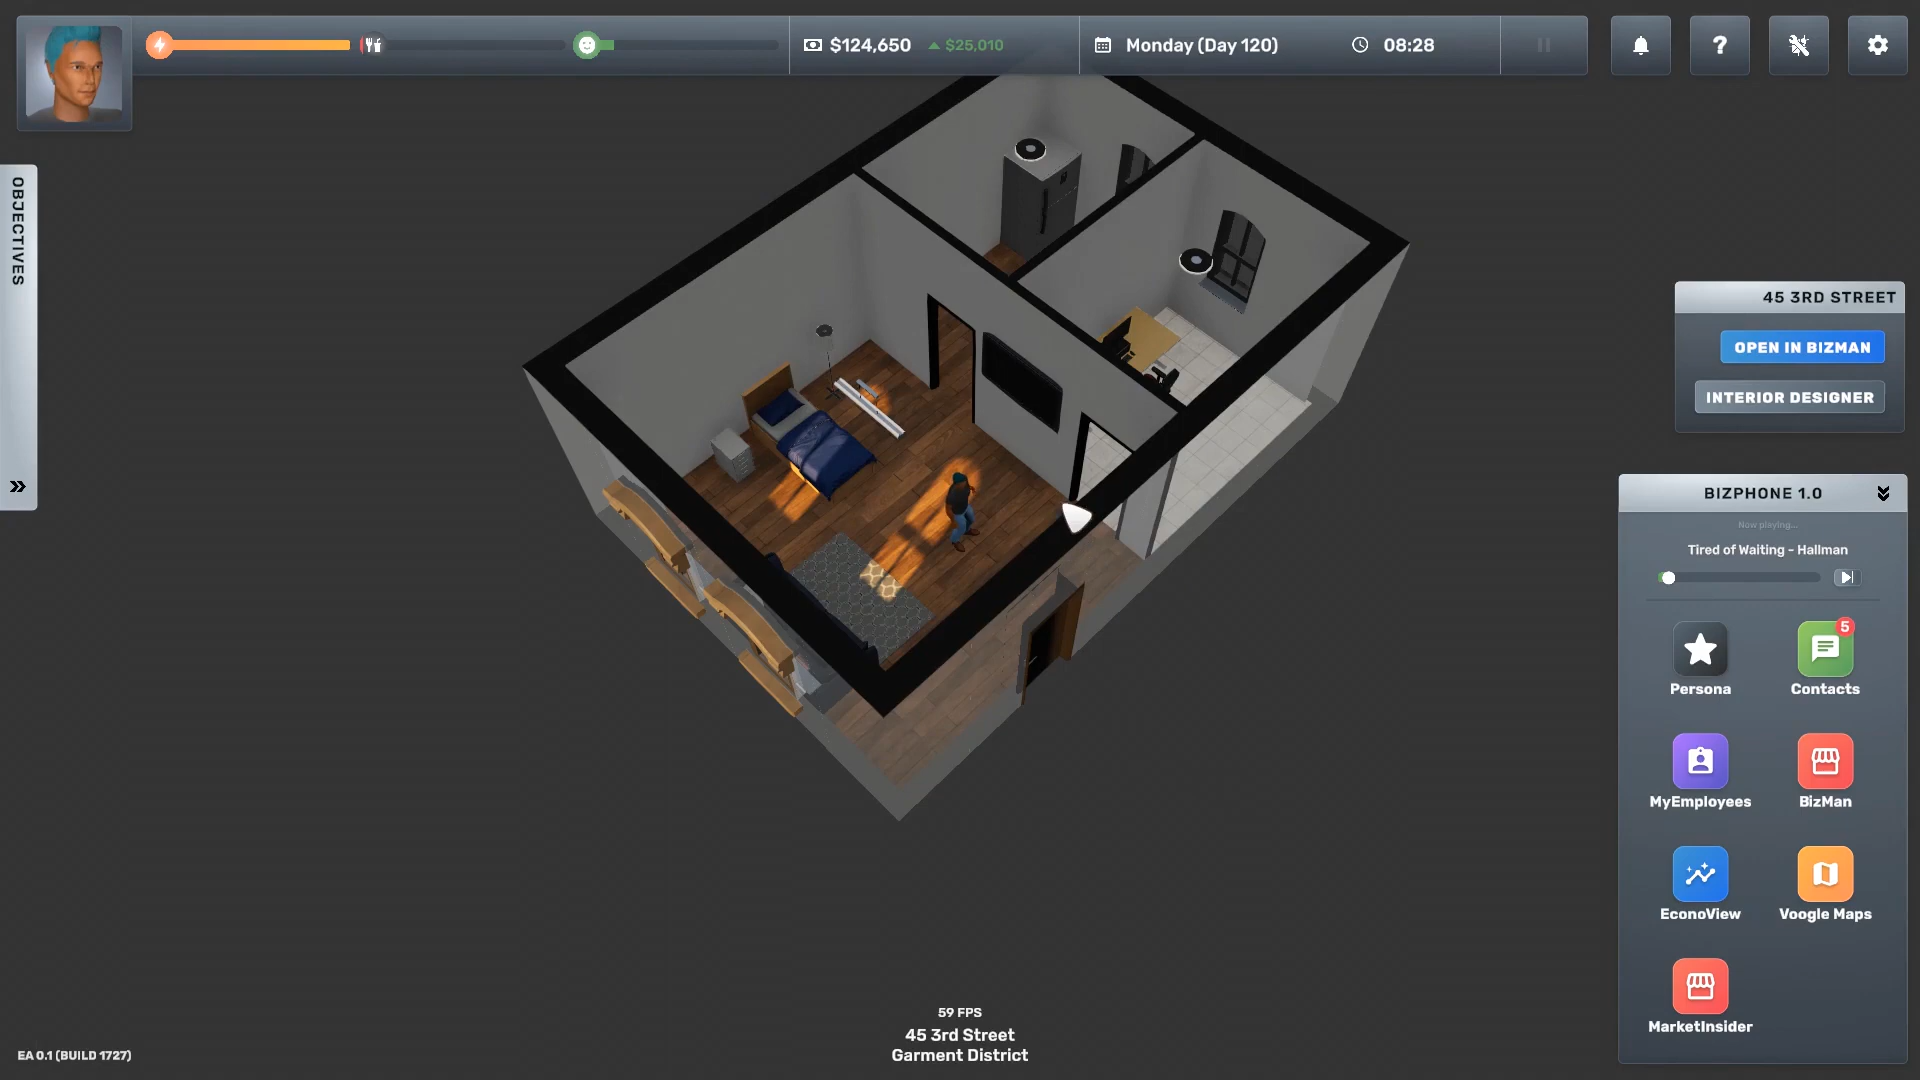 $124,650
$25,010
Monday (Day 120)
08:28
?
OBJECTIVES
45 3RD STREET
OPEN IN BIZMAN
INTERIOR DESIGNER
BIZPHONE 1.0
Now playing...
Tired of Waiting - Hallman
Persona
5
Contacts
MyEmployees
BizMan
EconoView
Voogle Maps
MarketInsider
59 FPS
45 3rd Street
Garment District
EA 0.1 (BUILD 1727)